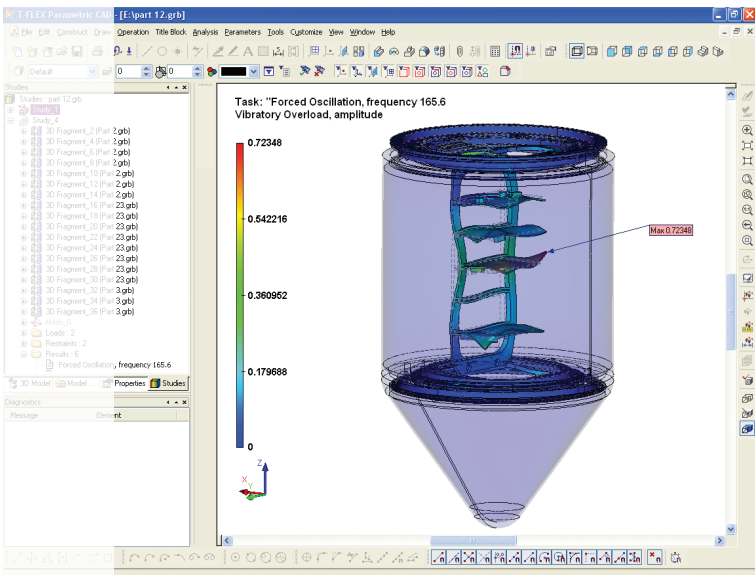 T-FLEX Parametric CAD - [E:\part 12.grb]
File Edit Construct Draw Operation Title Block Analysis Parameters Tools Customize View Window Help
Default 0 0
Studies
Studies part 12.grb
Study_1
Study_4
3D Fragment_2 (Part 2.grb)
3D Fragment_4 (Part 2.grb)
3D Fragment_6 (Part 2.grb)
3D Fragment_8 (Part 2.grb)
3D Fragment_10 (Part 2.grb)
3D Fragment_12 (Part 2.grb)
3D Fragment_14 (Part 2.grb)
3D Fragment_16 (Part 23.grb)
3D Fragment_18 (Part 23.grb)
3D Fragment_20 (Part 23.grb)
3D Fragment_22 (Part 23.grb)
3D Fragment_24 (Part 23.grb)
3D Fragment_26 (Part 23.grb)
3D Fragment_28 (Part 23.grb)
3D Fragment_30 (Part 23.grb)
3D Fragment_32 (Part 3.grb)
3D Fragment_34 (Part 3.grb)
3D Fragment_36 (Part 3.grb)
Mesh_0
Loads : 2
Restraints : 2
Results : 6
Forced Oscillation, frequency 165.6
3D Model Model... Properties Studies
Diagnostics
Message Element
Task: "Forced Oscillation, frequency 165.6
Vibratory Overload, amplitude
0.72348
0.542216
0.360952
0.179688
0
Max 0.72348
Z
X
Y